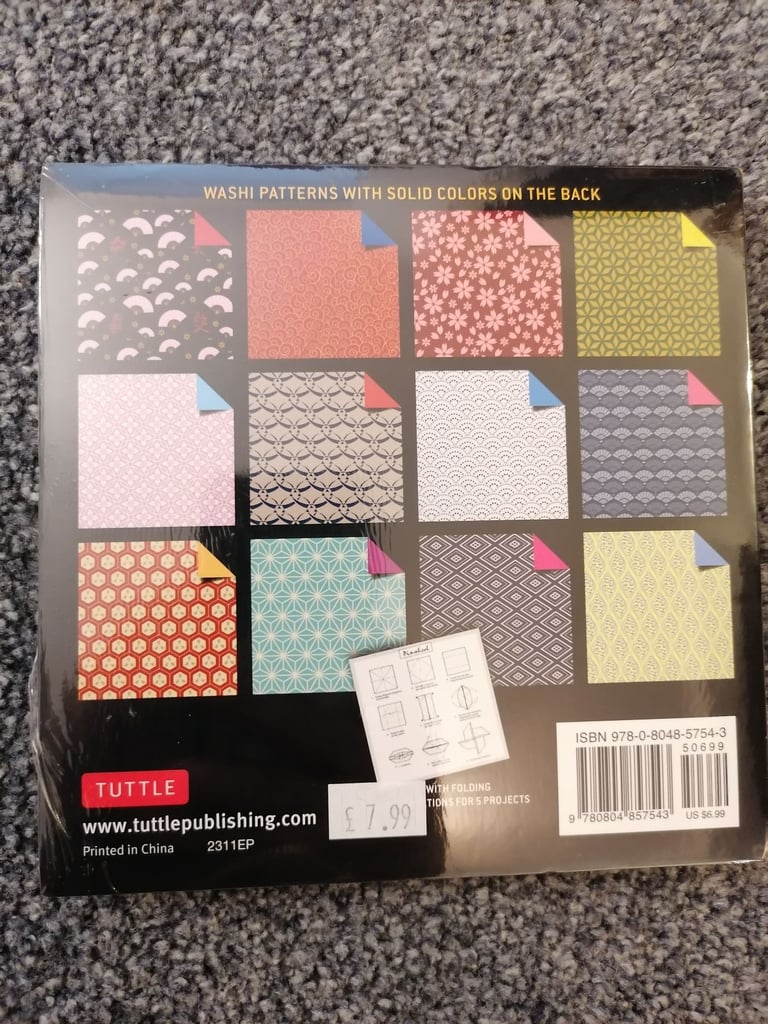 WASHI PATTERNS WITH SOLID COLORS ON THE BACK
TUTTLE
www.tuttlepublishing.com
Printed in China 2311EP
£7.99
WITH FOLDING
TIONS FOR 5 PROJECTS
ISBN 978-0-8048-5754-3
50699
9 780804 857543
US $6.99